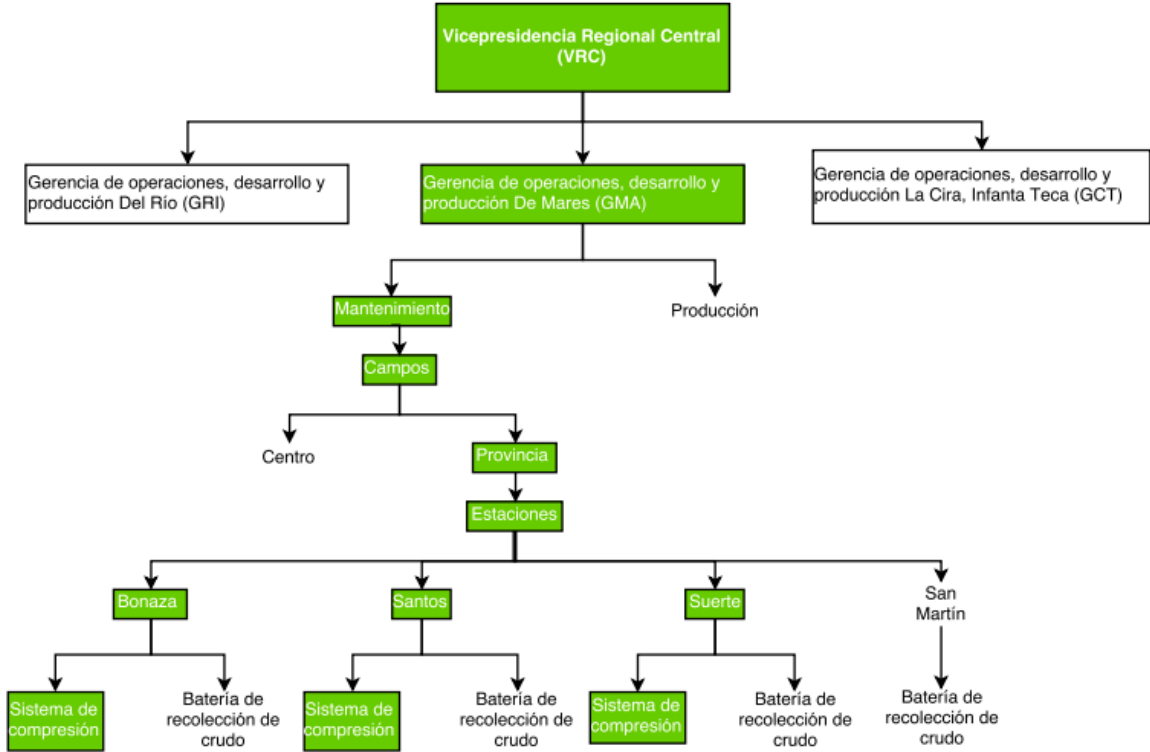 Vicepresidencia Regional Central
(VRC)
Gerencia de operaciones, desarrollo y
producción Del Río (GRI)
Gerencia de operaciones, desarrollo y
producción De Mares (GMA)
Gerencia de operaciones, desarrollo y
producción La Cira, Infanta Teca (GCT)
Mantenimiento
Producción
Campos
Centro
Provincia
Estaciones
Bonaza
Santos
Suerte
San
Martín
Sistema de
compresión
Batería de
recolección de
crudo
Sistema de
compresión
Batería de
recolección de
crudo
Sistema de
compresión
Batería de
recolección de
crudo
Batería de
recolección de
crudo